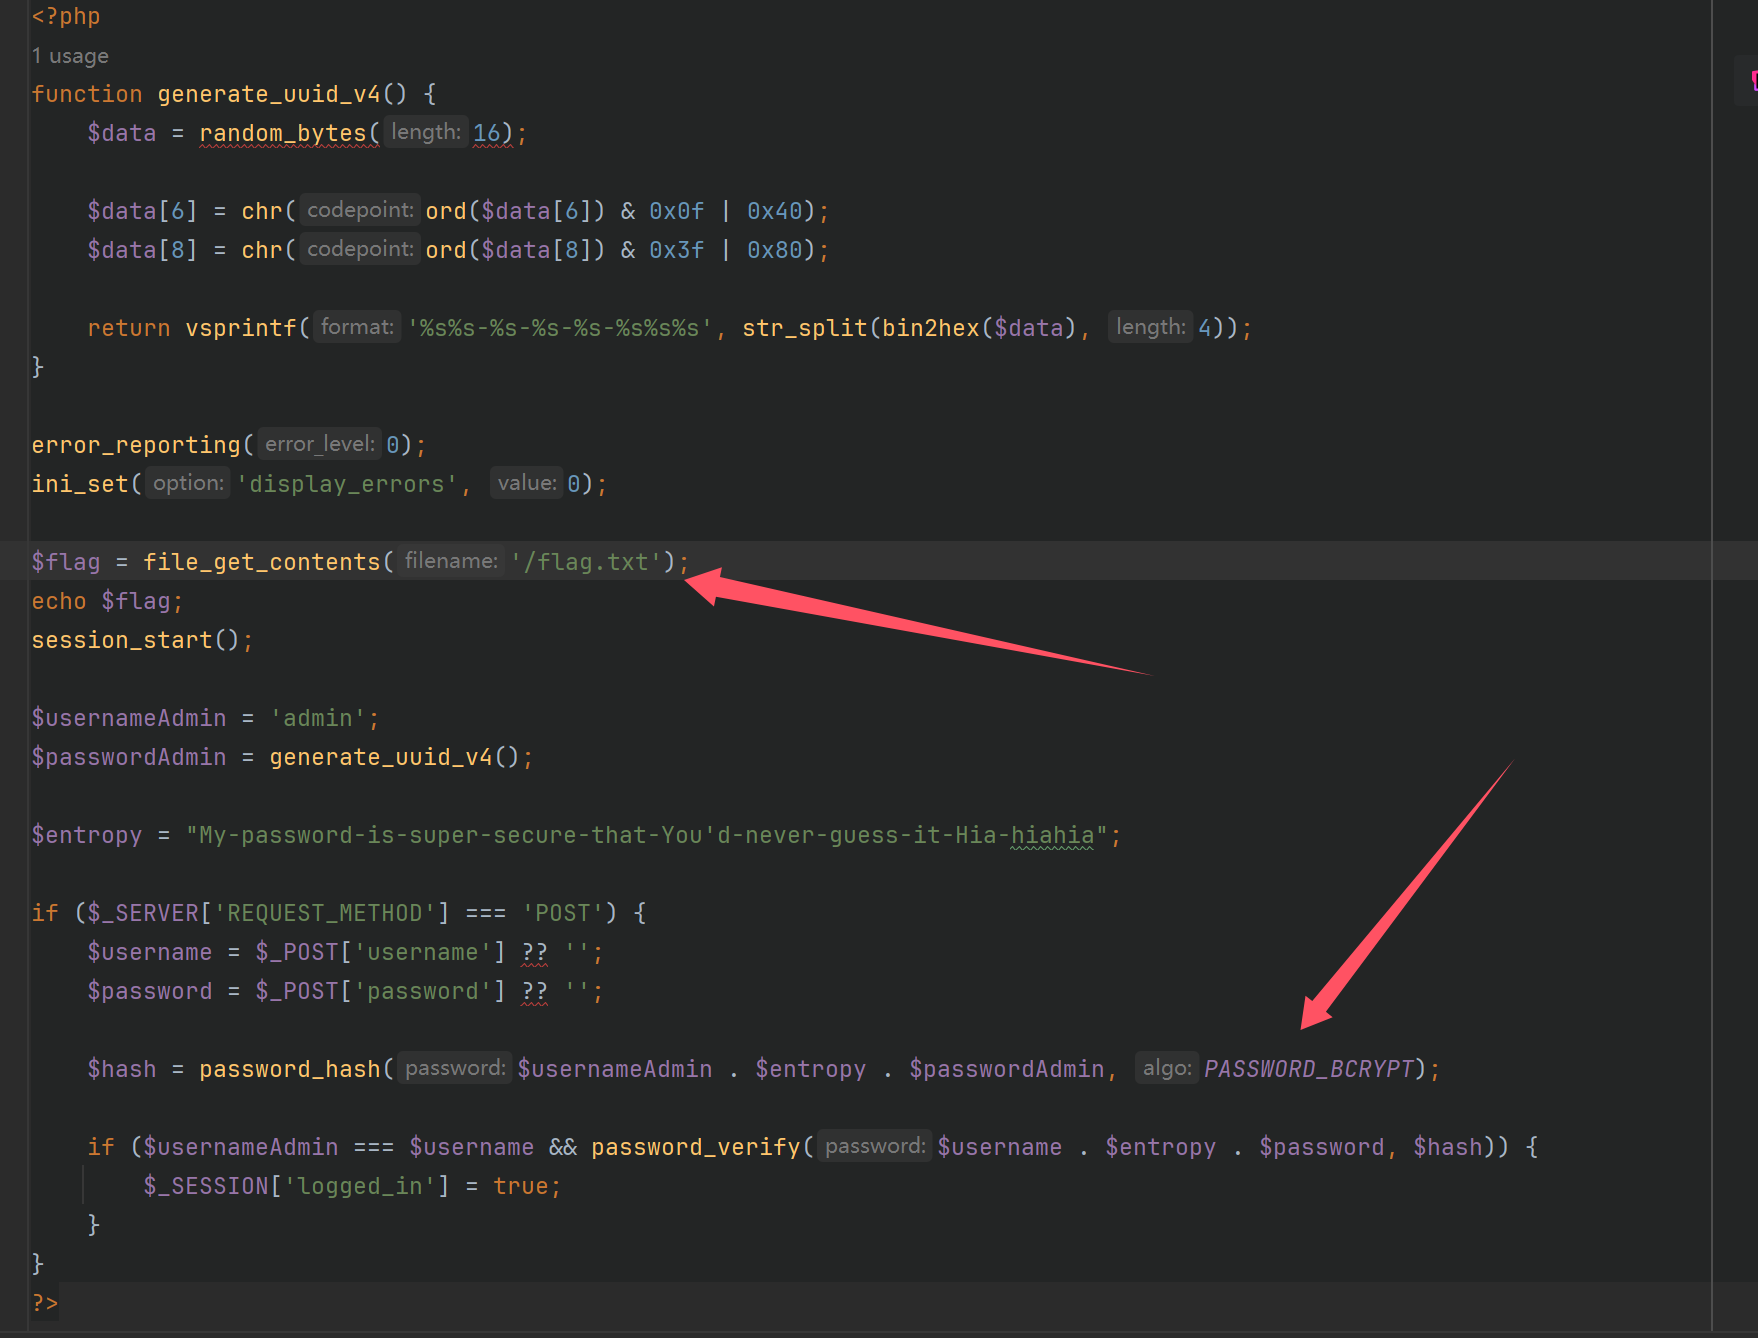 <?php
1 usage
function generate_uuid_v4() {
    $data = random_bytes( length: 16);

    $data[6] = chr( codepoint: ord($data[6]) & 0x0f | 0x40);
    $data[8] = chr( codepoint: ord($data[8]) & 0x3f | 0x80);

    return vsprintf( format: '%s%s-%s-%s-%s-%s%s%s', str_split(bin2hex($data), length: 4));
}

error_reporting( error_level: 0);
ini_set( option: 'display_errors', value: 0);

$flag = file_get_contents( filename: '/flag.txt');
echo $flag;
session_start();

$usernameAdmin = 'admin';
$passwordAdmin = generate_uuid_v4();

$entropy = "My-password-is-super-secure-that-You'd-never-guess-it-Hia-hiahia";

if ($_SERVER['REQUEST_METHOD'] === 'POST') {
    $username = $_POST['username'] ?? '';
    $password = $_POST['password'] ?? '';

    $hash = password_hash( password: $usernameAdmin . $entropy . $passwordAdmin, algo: PASSWORD_BCRYPT);

    if ($usernameAdmin === $username && password_verify( password: $username . $entropy . $password, $hash)) {
        $_SESSION['logged_in'] = true;
    }
}
?>